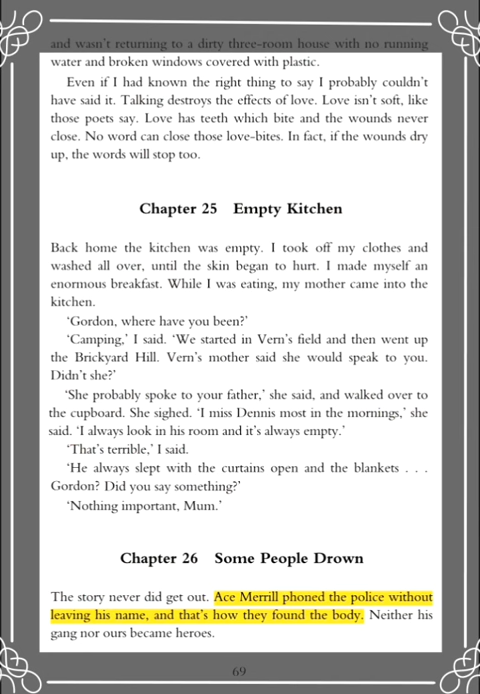 and wasn't returning to a dirty three-room house with no running
water and broken windows covered with plastic.
Even if I had known the right thing to say I probably couldn't
have said it. Talking destroys the effects of love. Love isn't soft, like
those poets say. Love has teeth which bite and the wounds never
close. No word can close those love-bites. In fact, if the wounds dry
up, the words will stop too.
Chapter 25 Empty Kitchen
Back home the kitchen was empty. I took off my clothes and
washed all over, until the skin began to hurt. I made myself an
enormous breakfast. While I was eating, my mother came into the
kitchen.
‘Gordon, where have you been?’
‘Camping,’ I said. ‘We started in Vern's field and then went up
the Brickyard Hill. Vern's mother said she would speak to you.
Didn't she?’
‘She probably spoke to your father,’ she said, and walked over to
the cupboard. She sighed. ‘I miss Dennis most in the mornings,’ she
said. ‘I always look in his room and it's always empty.’
‘That's terrible,’ I said.
‘He always slept with the curtains open and the blankets . . .
Gordon? Did you say something?’
‘Nothing important, Mum.’
Chapter 26 Some People Drown
The story never did get out. Ace Merrill phoned the police without
leaving his name, and that's how they found the body. Neither his
gang nor ours became heroes.
69